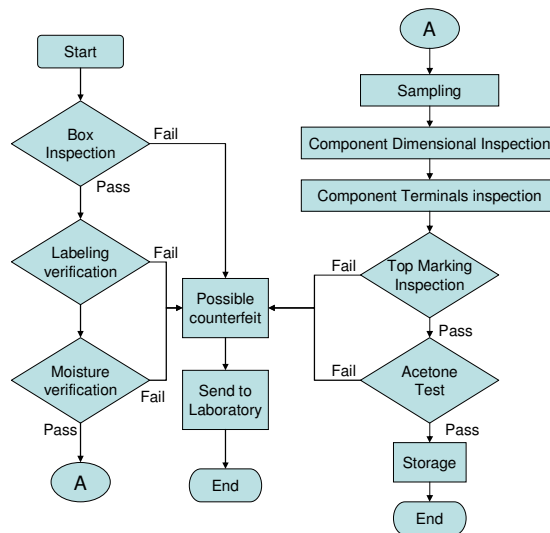 Start
Box
Inspection
Fail
Pass
Labeling
verification
Fail
Moisture
verification
Fail
Pass
A
Possible
counterfeit
Send to
Laboratory
End
A
Sampling
Component Dimensional Inspection
Component Terminals inspection
Top Marking
Inspection
Fail
Pass
Acetone
Test
Fail
Pass
Storage
End